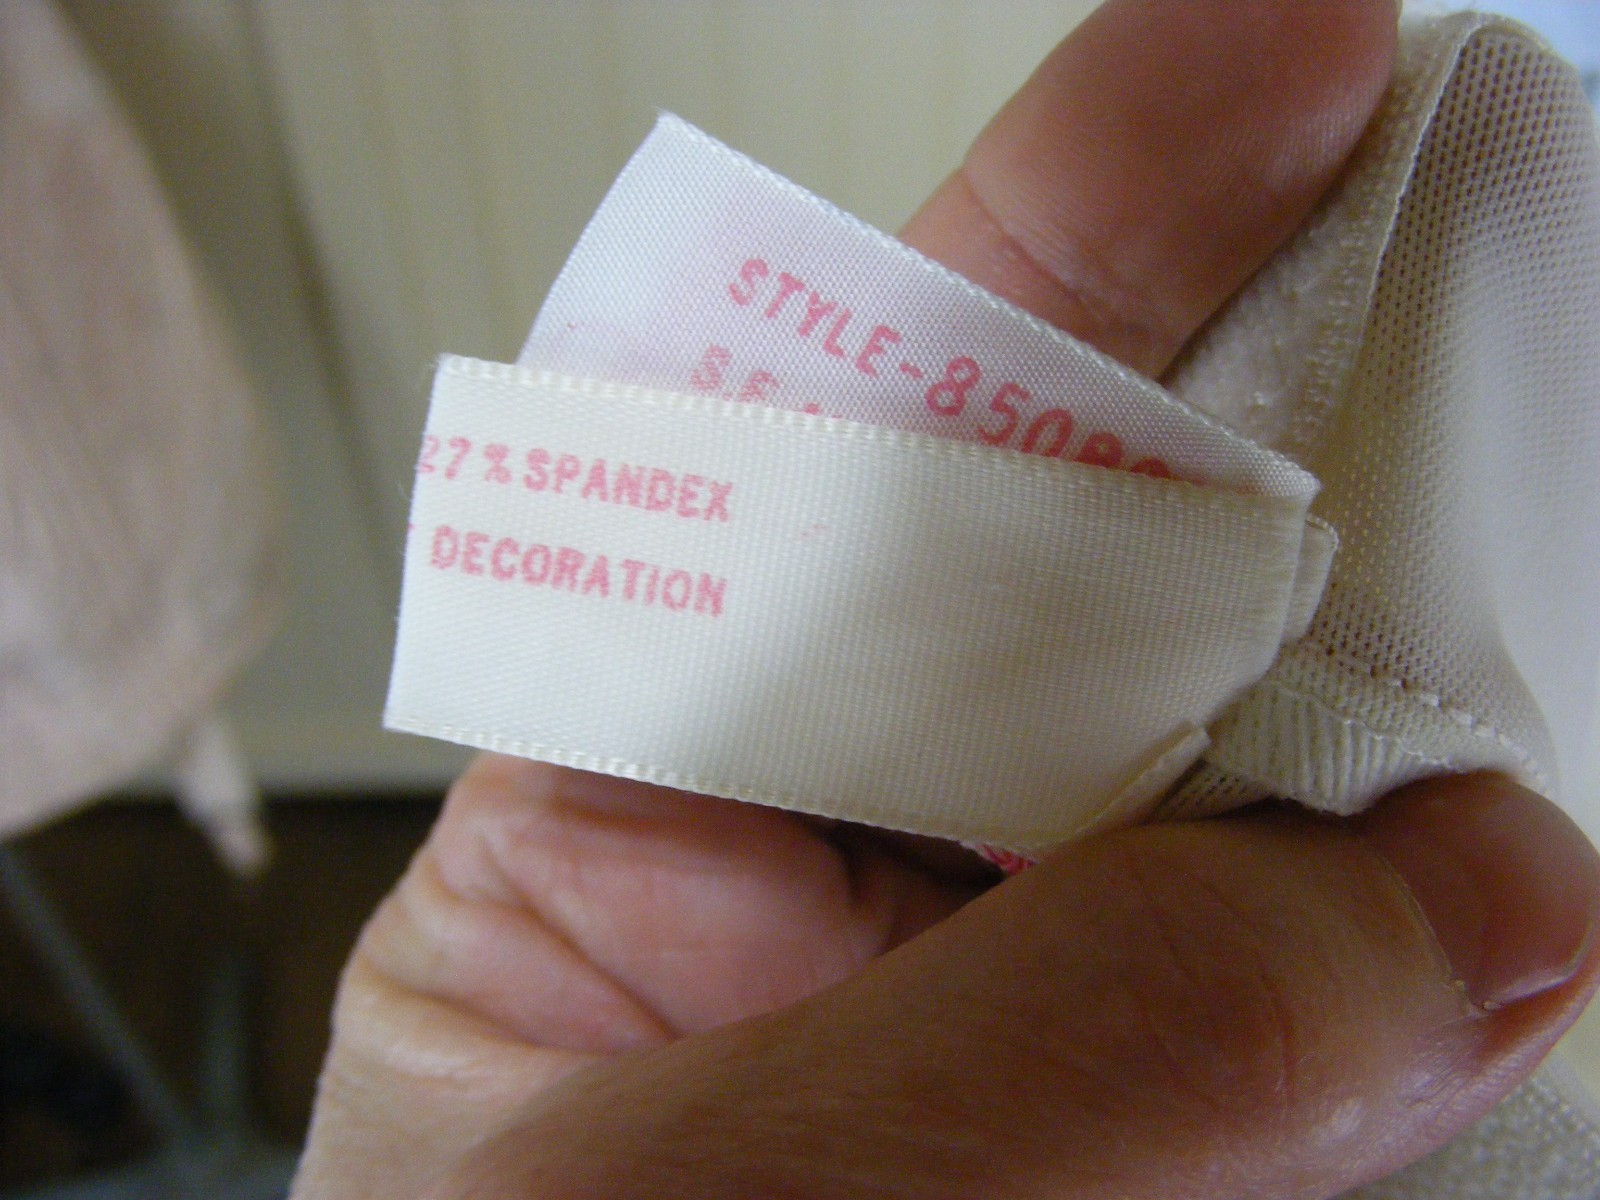 STYLE-850
27% SPANDEX
DECORATION